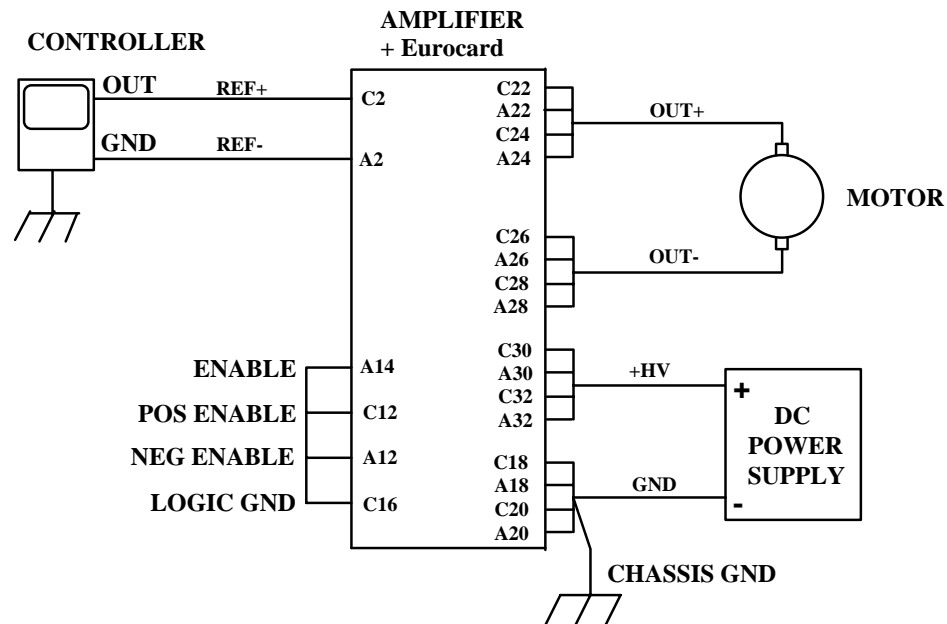 AMPLIFIER
+ Eurocard
CONTROLLER
OUT
REF+
C2
GND
REF-
A2
C22
A22
C24
A24
OUT+
MOTOR
C26
A26
C28
A28
OUT-
ENABLE
A14
POS ENABLE
C12
NEG ENABLE
A12
LOGIC GND
C16
C30
A30
C32
A32
+HV
+
DC
POWER
SUPPLY
-
C18
A18
C20
A20
GND
CHASSIS GND